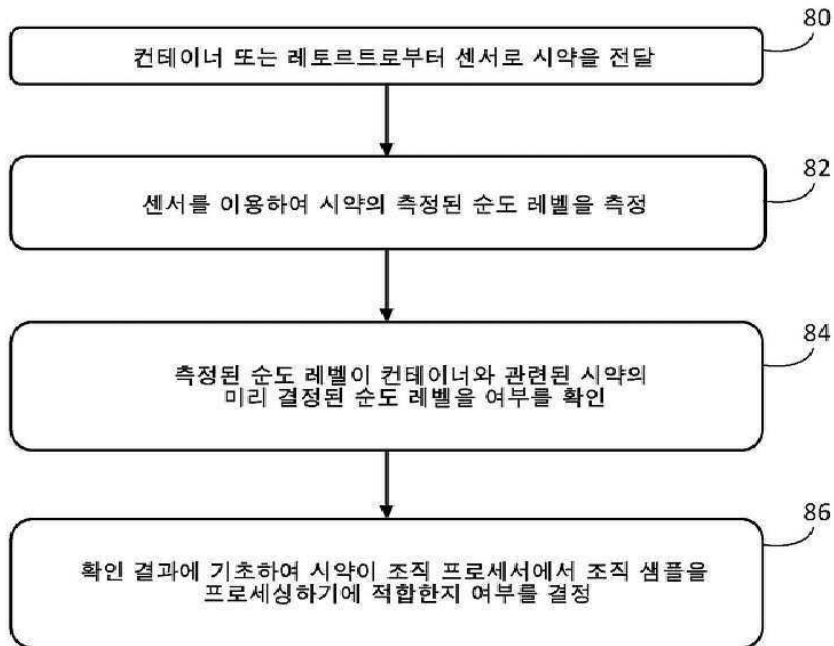 80
컨테이너 또는 레토르트로부터 센서로 시약을 전달
82
센서를 이용하여 시약의 측정된 순도 레벨을 측정
84
측정된 순도 레벨이 컨테이너와 관련된 시약의
미리 결정된 순도 레벨을 여부를 확인
86
확인 결과에 기초하여 시약이 조직 프로세서에서 조직 샘플을
프로세싱하기에 적합한지 여부를 결정